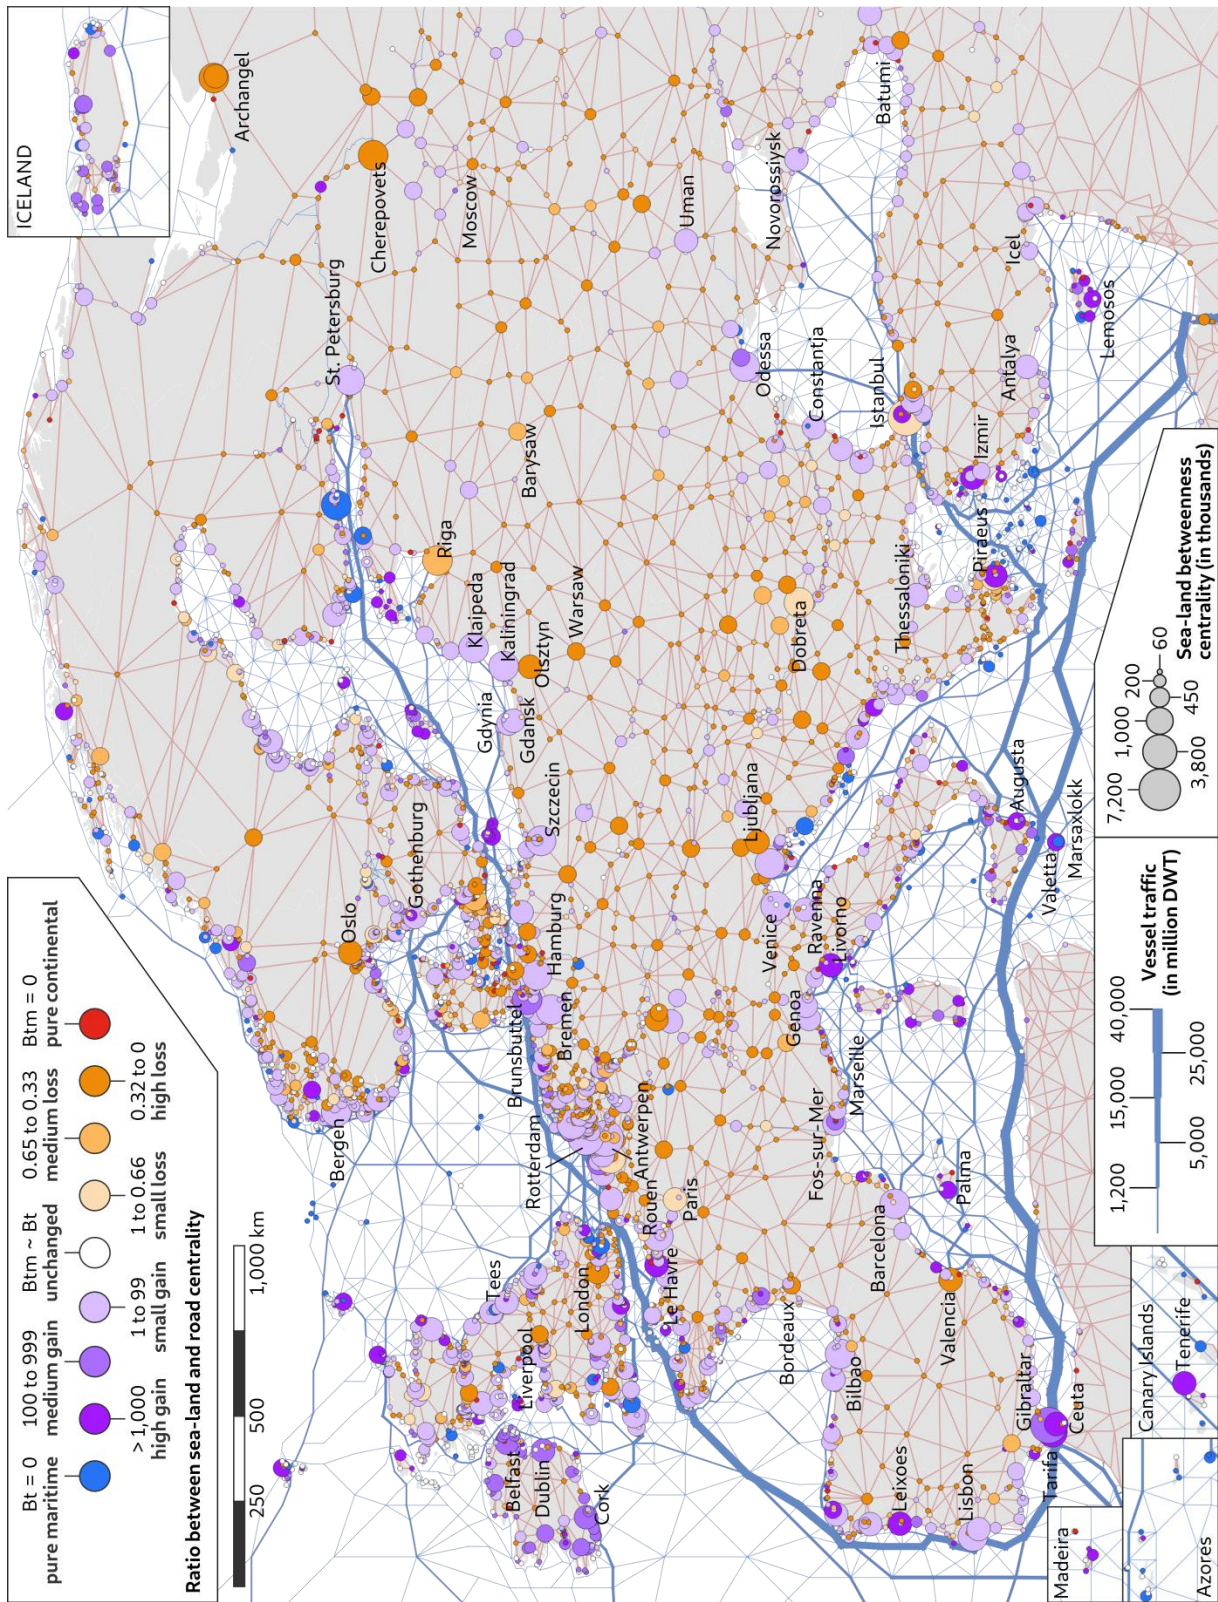 ICELAND
Archangel
Cherepovets
Moscow
St. Petersburg
Uman
Novorossiysk
Batumi
Odessa
Constantja
Istanbul
Icel
Antalya
Lemosos
Izmir
Piraeus
Thessaloniki
Barysaw
Riga
Klaipeda
Kaliningrad
Olsztyn
Warsaw
Dobreta
Gdynia
Gdansk
Szczecin
Ljubljana
Oslo
Gothenburg
Hamburg
Brunsbuttel
Bremen
Venice
Ravenna
Livorno
Genoa
Augusta
Valetta
Marsaxlokk
Bergen
Rotterdam
Antwerpen
Rouen
Paris
Fos-sur-Mer
Marseille
Palma
Barcelona
Tees
London
Le Havre
Liverpool
Bordeaux
Bilbao
Valencia
Belfast
Dublin
Cork
Leixoes
Lisbon
Gibraltar
Tarifa
Ceuta
Canary Islands
Tenerife
Madeira
Azores
Bt = 0
pure maritime
>1,000
high gain
100 to 999
medium gain
1 to 99
small gain
Btm ~ Bt
unchanged
1 to 0.66
small loss
0.65 to 0.33
medium loss
0.32 to 0
high loss
Btm = 0
pure continental
Ratio between sea-land and road centrality
250
500
1,000 km
1,200
5,000
15,000
25,000
40,000
Vessel traffic
(in million DWT)
7,200
3,800
1,000
450
200
60
Sea-land betweenness
centrality (in thousands)